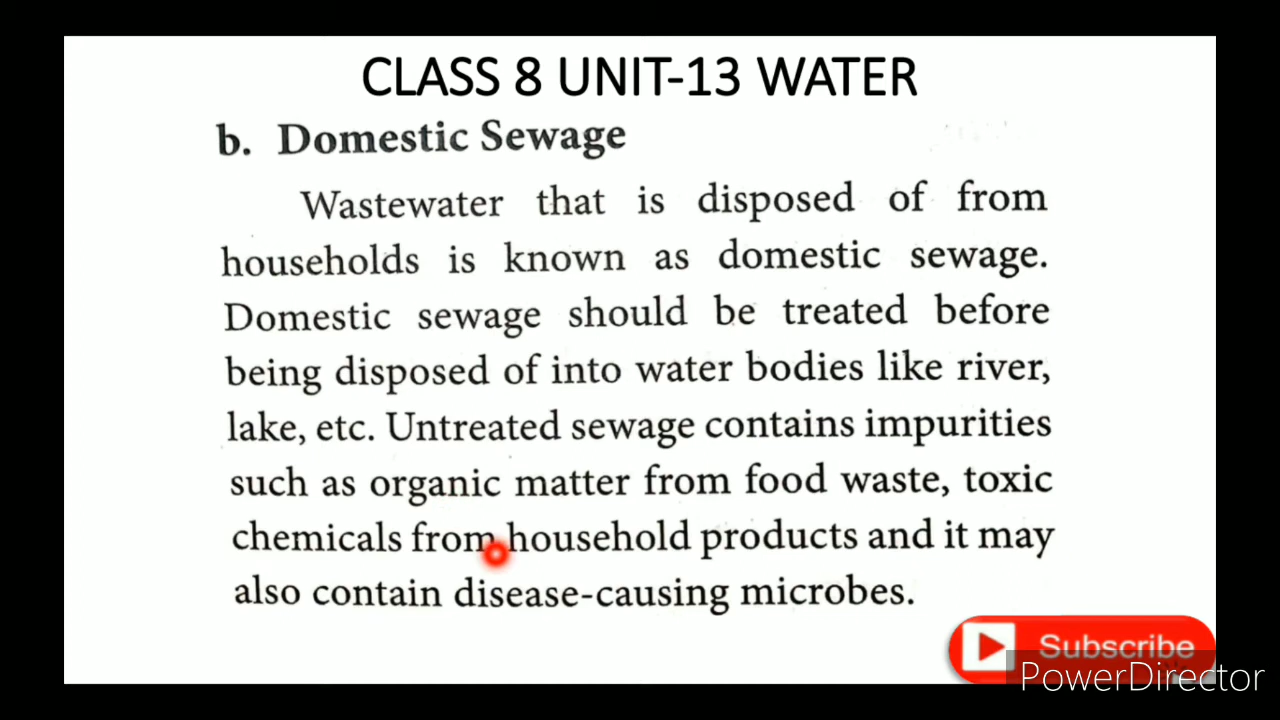 CLASS 8 UNIT-13 WATER
b. Domestic Sewage
Wastewater that is disposed of from
households is known as domestic sewage.
Domestic sewage should be treated before
being disposed of into water bodies like river,
lake, etc. Untreated sewage contains impurities
such as organic matter from food waste, toxic
chemicals from household products and it may
also contain disease-causing microbes.
Subscribe
PowerDirector